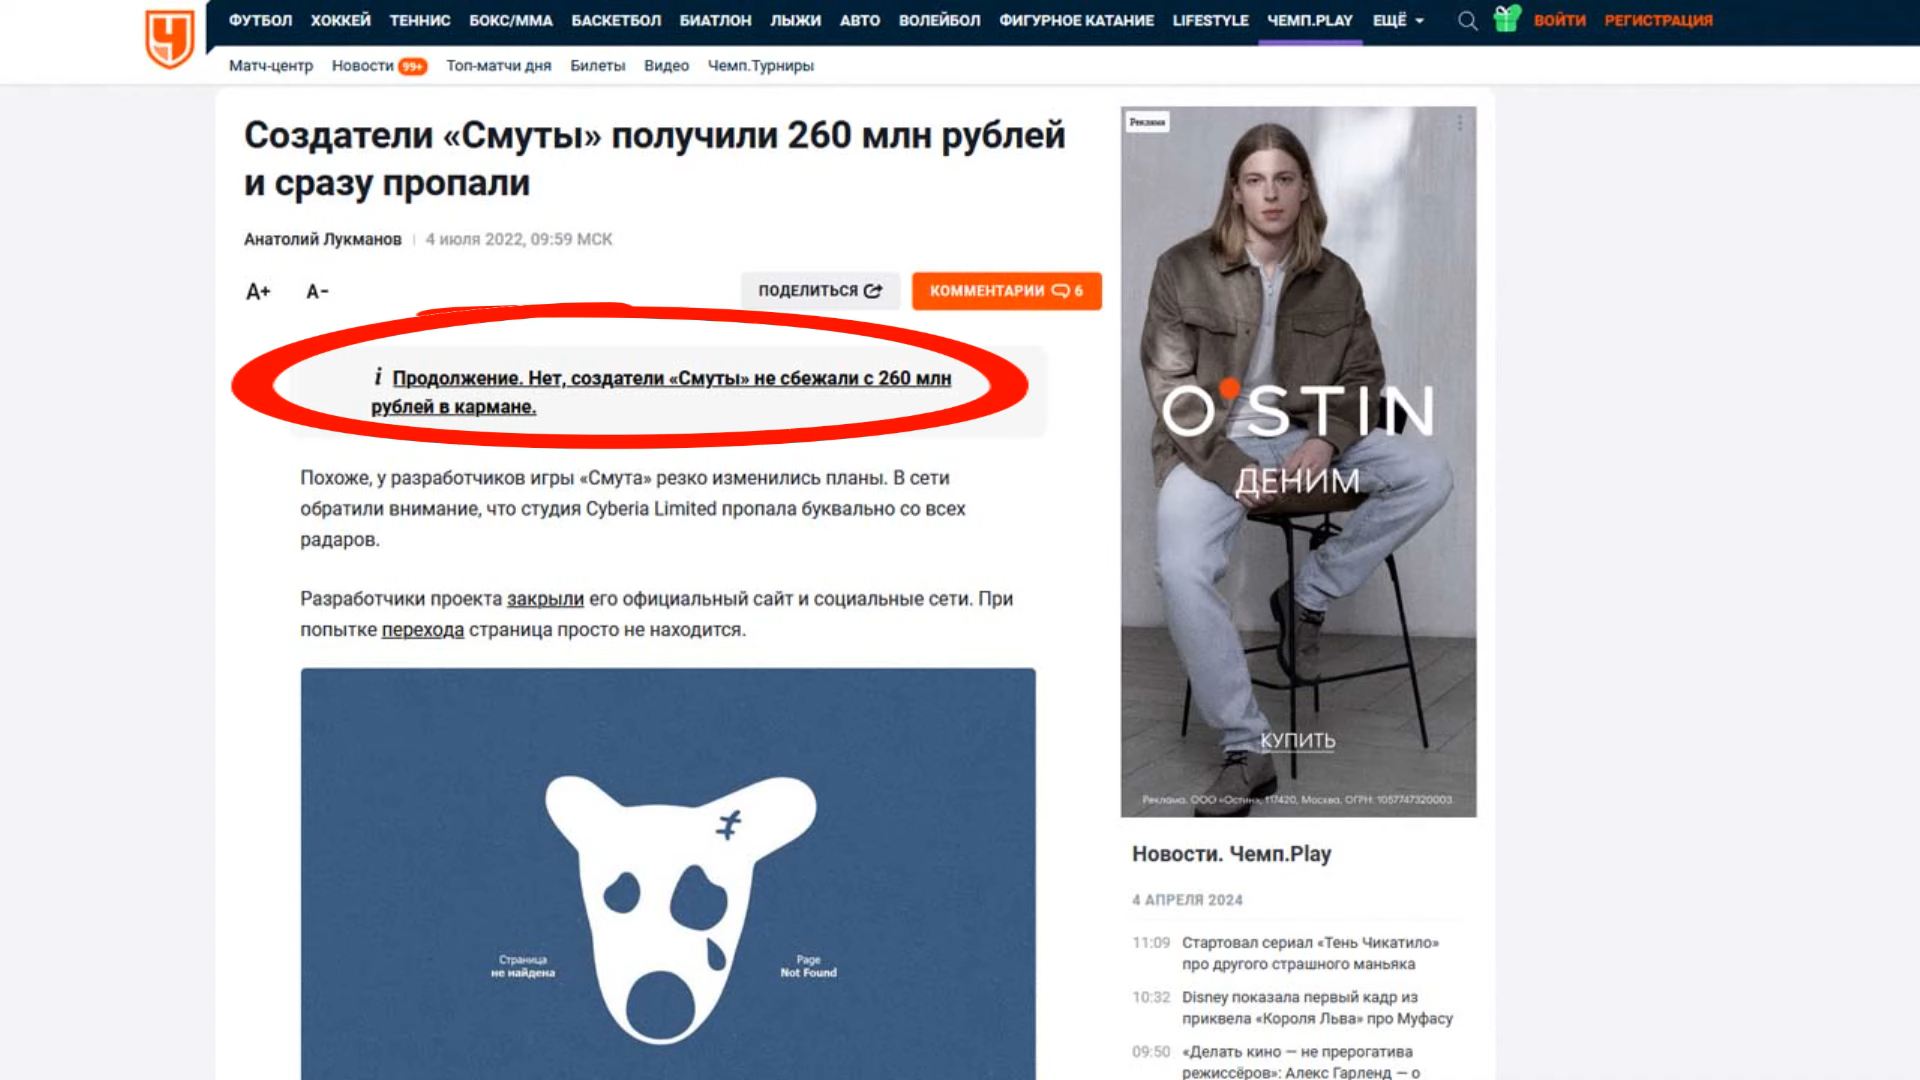 ФУТБОЛ ХОККЕЙ ТЕННИС БОКС/ММА БАСКЕТБОЛ БИАТЛОН ЛЫЖИ АВТО ВОЛЕЙБОЛ ФИГУРНОЕ КАТАНИЕ LIFESTYLE ЧЕМП.PLAY ЕЩЁ ВОЙТИ РЕГИСТРАЦИЯ
Матч-центр Новости 99+ Топ-матчи дня Билеты Видео Чемп.Турниры
Создатели «Смуты» получили 260 млн рублей
и сразу пропали
Анатолий Лукманов | 4 июля 2022, 09:59 МСК
A+ A-
ПОДЕЛИТЬСЯ
КОММЕНТАРИИ 6
i Продолжение. Нет, создатели «Смуты» не сбежали с 260 млн
рублей в кармане.
Похоже, у разработчиков игры «Смута» резко изменились планы. В сети
обратили внимание, что студия Cyberia Limited пропала буквально со всех
радаров.
Разработчики проекта закрыли его официальный сайт и социальные сети. При
попытке перехода страница просто не находится.
Страница
не найдена
Page
Not Found
Реклама
O'STIN
ДЕНИМ
КУПИТЬ
Реклама. ООО «Остин», 117420, Москва, ОГРН: 1057747320003
Новости. Чемп.Play
4 АПРЕЛЯ 2024
11:09 Стартовал сериал «Тень Чикатило»
про другого страшного маньяка
10:32 Disney показала первый кадр из
приквела «Короля Льва» про Муфасу
09:50 «Делать кино — не прерогатива
режиссёров»: Алекс Гарленд — о